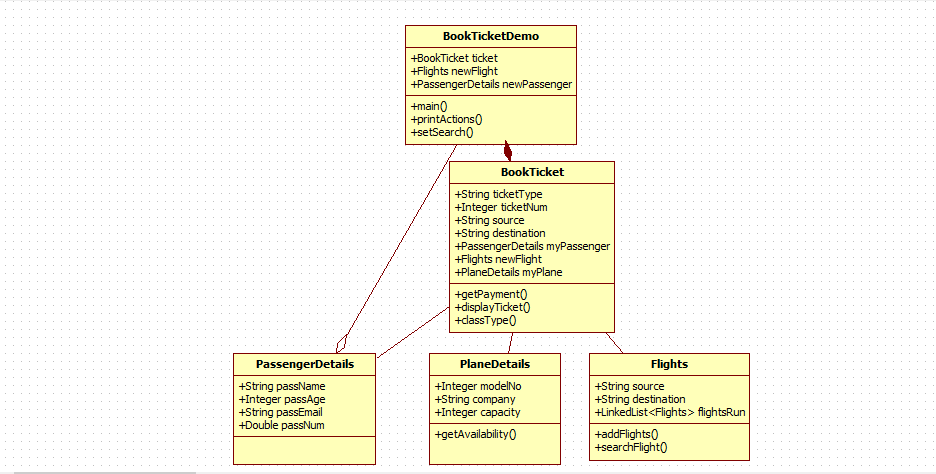 BookTicketDemo
+BookTicket ticket
+Flights newFlight
+PassengerDetails newPassenger
+main()
+printActions()
+setSearch()
BookTicket
+String ticketType
+Integer ticketNum
+String source
+String destination
+PassengerDetails myPassenger
+Flights newFlight
+PlaneDetails myPlane
+getPayment()
+displayTicket()
+classType()
PassengerDetails
+String passName
+Integer passAge
+String passEmail
+Double passNum
PlaneDetails
+Integer modelNo
+String company
+Integer capacity
+getAvailability()
Flights
+String source
+String destination
+LinkedList<Flights> flightsRun
+addFlights()
+searchFlight()